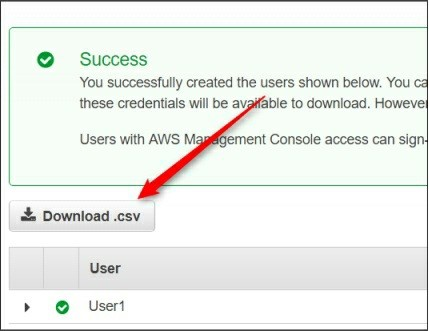 Success
You successfully created the users shown below. You ca
these credentials will be available to download. However
Users with AWS Management Console access can sign-
Download .csv
User
User1